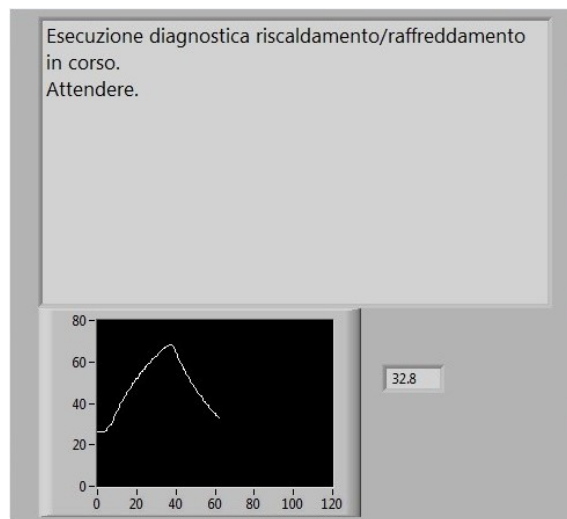 Esecuzione diagnostica riscaldamento/raffreddamento
in corso.
Attendere.
80
60
40
20
0
0 20 40 60 80 100 120
32.8